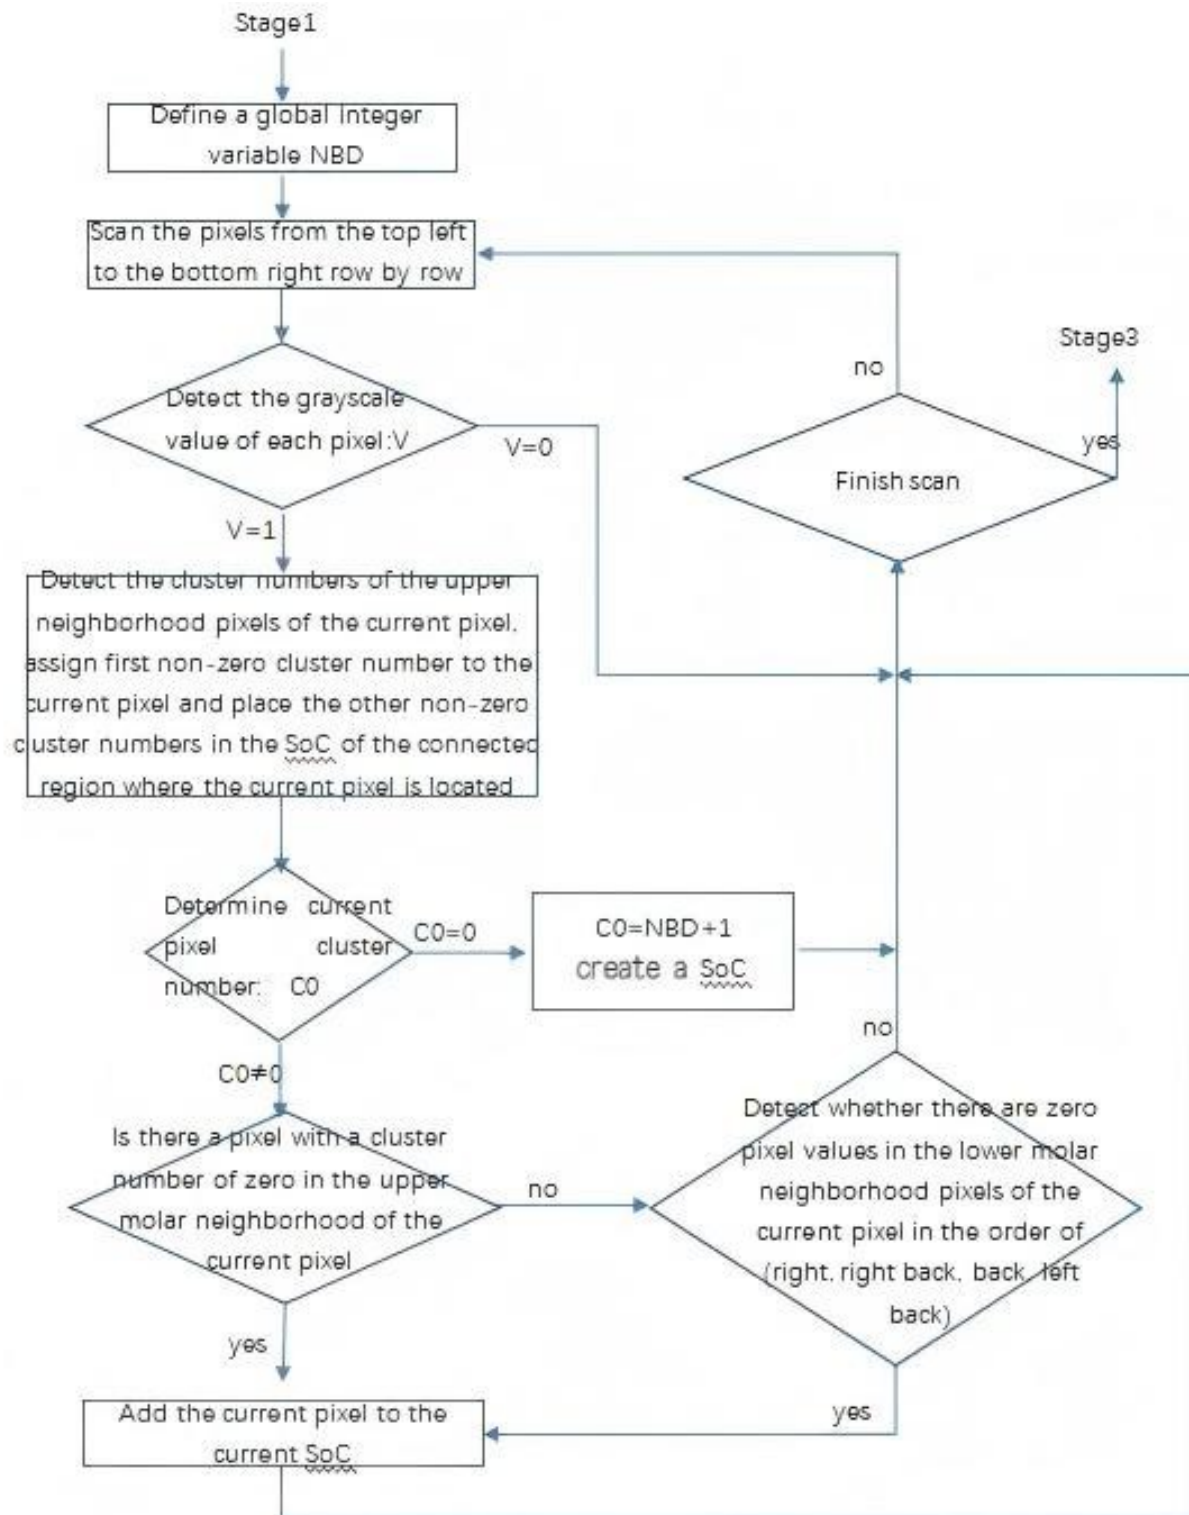 Stage1
Define a global integer
variable NBD
Scan the pixels from the top left
to the bottom right row by row
Detect the grayscale
value of each pixel:V
V=0
V=1
no
Stage3
yes
Finish scan
Detect the cluster numbers of the upper
neighborhood pixels of the current pixel.
assign first non-zero cluster number to the
current pixel and place the other non-zero
cluster numbers in the SoC of the connected
region where the current pixel is located
Determine current
pixel cluster
number: C0
C0=0
C0=NBD+1
create a SoC
C0≠0
Is there a pixel with a cluster
number of zero in the upper
molar neighborhood of the
current pixel
no
no
Detect whether there are zero
pixel values in the lower molar
neighborhood pixels of the
current pixel in the order of
(right, right back, back, left
back)
yes
yes
Add the current pixel to the
current SoC